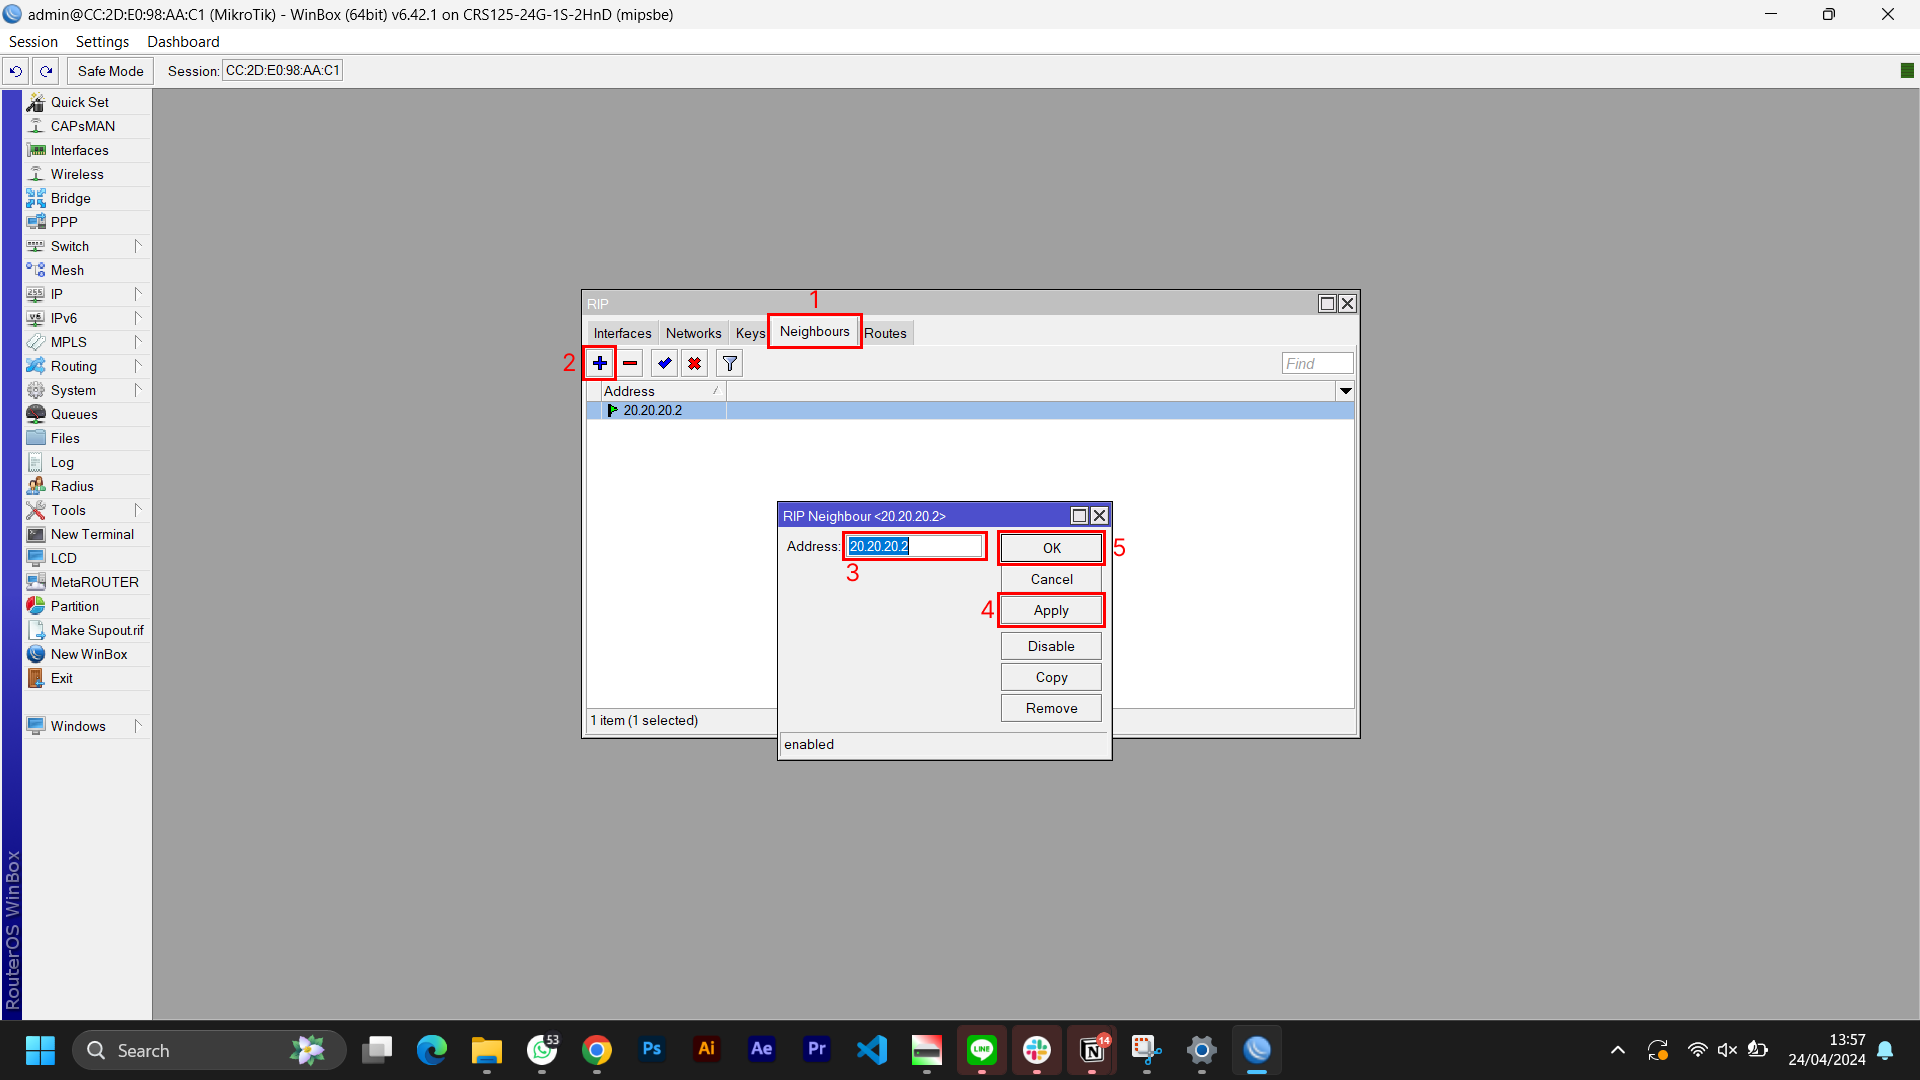 admin@CC:2D:E0:98:AA:C1 (MikroTik) - WinBox (64bit) v6.42.1 on CRS125-24G-1S-2HnD (mipsbe)
Session Settings Dashboard
Safe Mode Session: CC:2D:E0:98:AA:C1
Quick Set
CAPsMAN
Interfaces
Wireless
Bridge
PPP
Switch
Mesh
IP
IPv6
MPLS
Routing
System
Queues
Files
Log
Radius
Tools
New Terminal
LCD
MetaROUTER
Partition
Make Supout.rif
New WinBox
Exit
Windows
RouterOS WinBox
RIP
1
Interfaces Networks Keys Neighbours Routes
2
Find
Address
20.20.20.2
1 item (1 selected)
RIP Neighbour <20.20.20.2>
Address: 20.20.20.2
3
OK 5
Cancel
4 Apply
Disable
Copy
Remove
enabled
Search
53
Ps Ai Ae Pr
LINE
14
13:57
24/04/2024